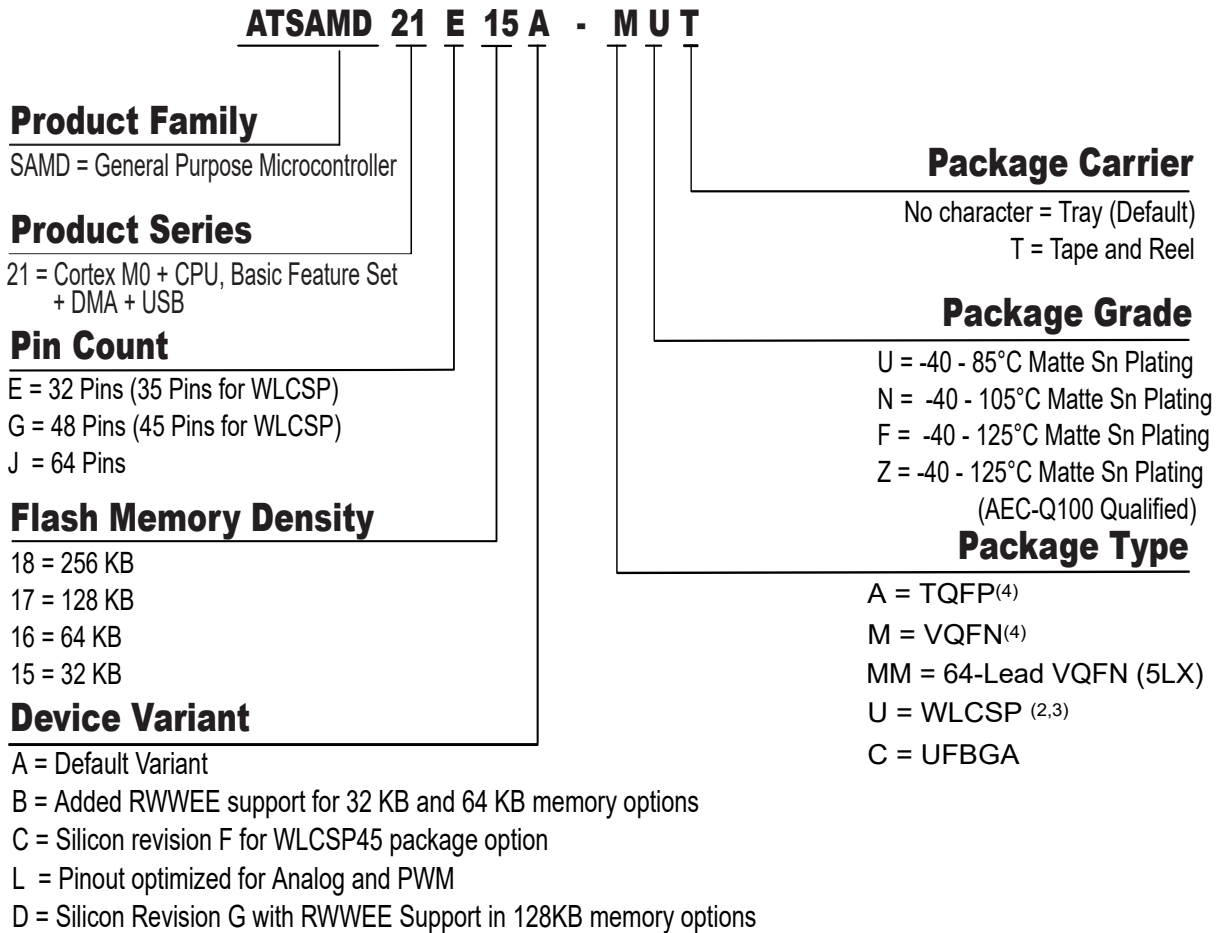 ATSAMD 21 E 15 A - M U T
Product Family
SAMD = General Purpose Microcontroller
Product Series
21 = Cortex M0 + CPU, Basic Feature Set
+ DMA + USB
Pin Count
E = 32 Pins (35 Pins for WLCSP)
G = 48 Pins (45 Pins for WLCSP)
J = 64 Pins
Flash Memory Density
18 = 256 KB
17 = 128 KB
16 = 64 KB
15 = 32 KB
Device Variant
A = Default Variant
B = Added RWWEE support for 32 KB and 64 KB memory options
C = Silicon revision F for WLCSP45 package option
L = Pinout optimized for Analog and PWM
D = Silicon Revision G with RWWEE Support in 128KB memory options
Package Carrier
No character = Tray (Default)
T = Tape and Reel
Package Grade
U = -40 - 85°C Matte Sn Plating
N = -40 - 105°C Matte Sn Plating
F = -40 - 125°C Matte Sn Plating
Z = -40 - 125°C Matte Sn Plating
(AEC-Q100 Qualified)
Package Type
A = TQFP(4)
M = VQFN(4)
MM = 64-Lead VQFN (5LX)
U = WLCSP (2,3)
C = UFBGA